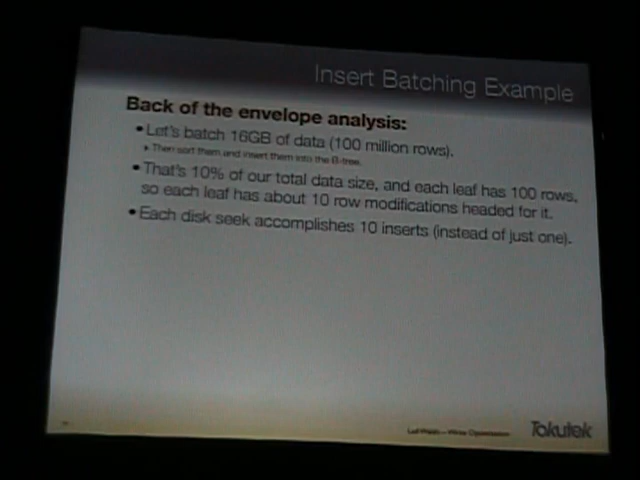 Insert Batching Example
Back of the envelope analysis:
• Let's batch 16GB of data (100 million rows).
‣ Then sort them and insert them into the B-tree.
• That's 10% of our total data size, and each leaf has 100 rows,
so each leaf has about 10 row modifications headed for it.
• Each disk seek accomplishes 10 inserts (instead of just one).
Tokutek